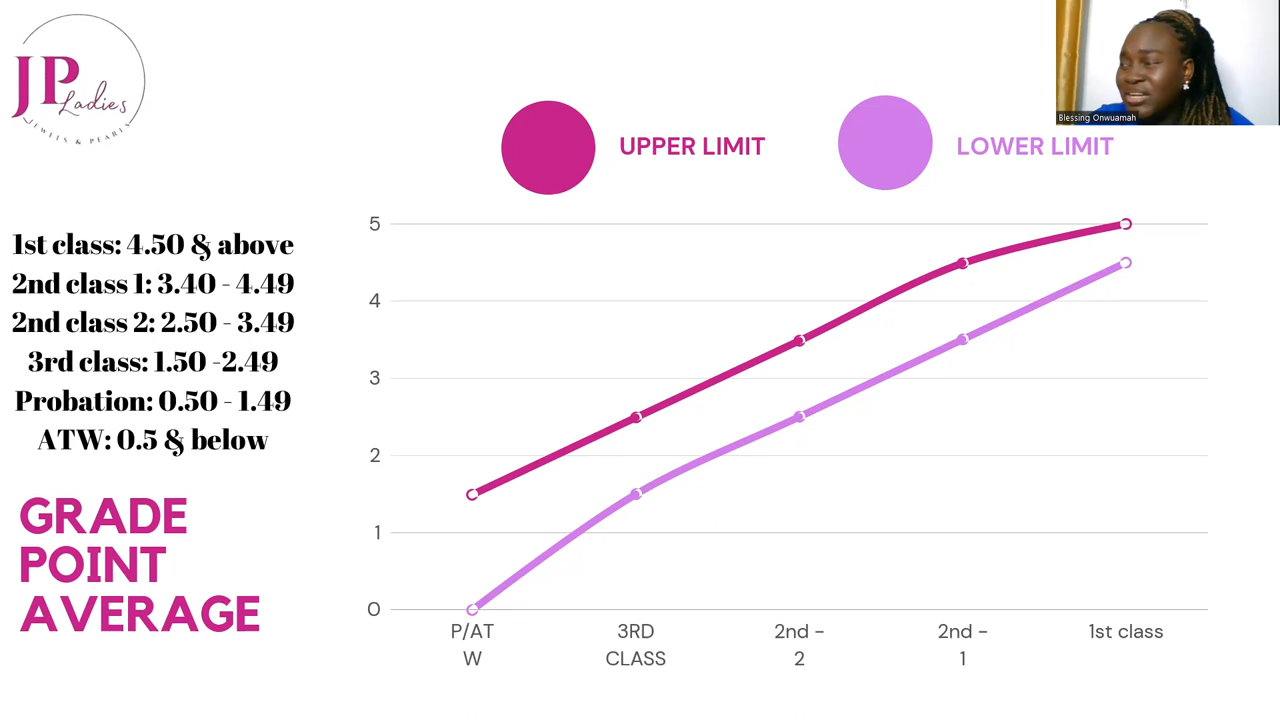 JP
Ladies
JEWELS & PEARLS
Blessing Onwuamah
UPPER LIMIT
LOWER LIMIT
1st class: 4.50 & above
2nd class 1: 3.40 - 4.49
2nd class 2: 2.50 - 3.49
3rd class: 1.50 -2.49
Probation: 0.50 - 1.49
ATW: 0.5 & below
GRADE
POINT
AVERAGE
5
4
3
2
1
0
P/AT
W
3RD
CLASS
2nd -
2
2nd -
1
1st class